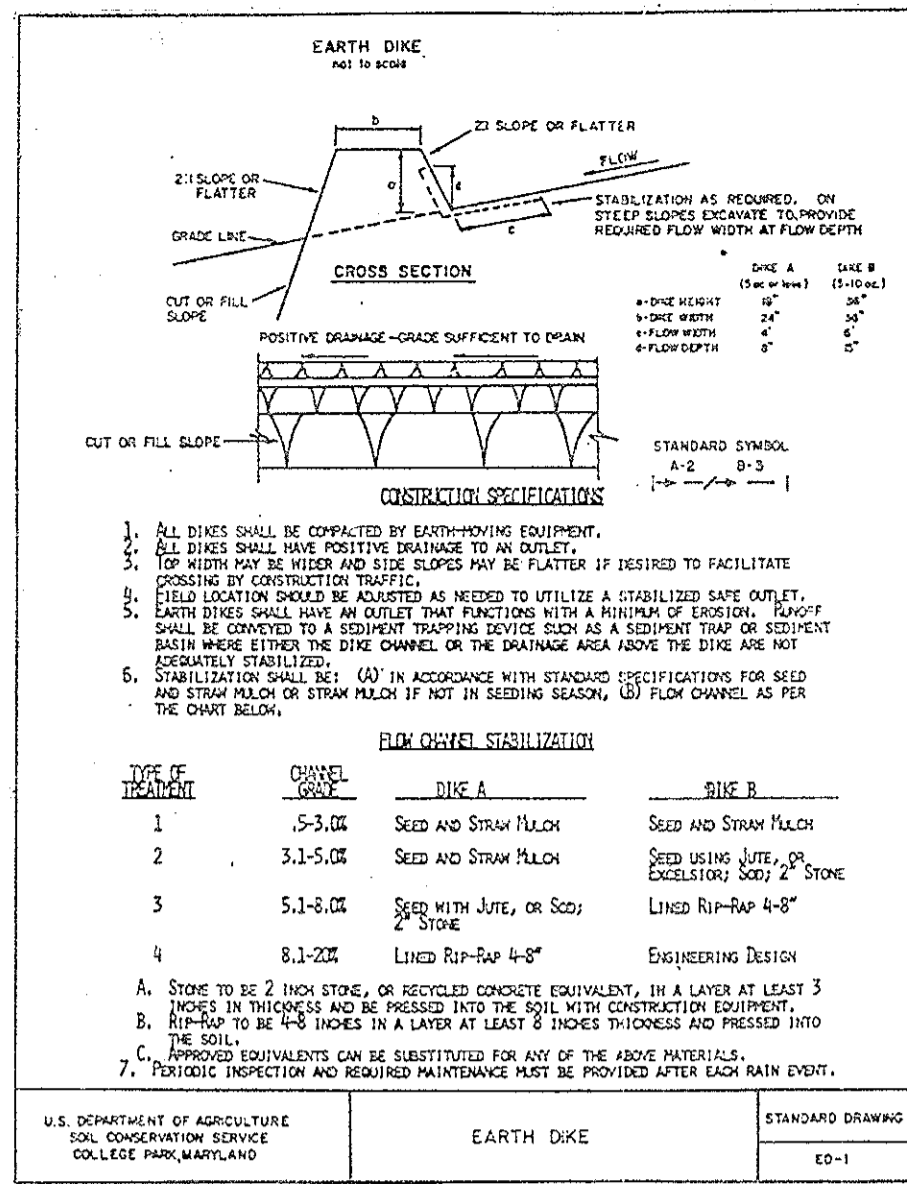 EARTH DIKE
not to scale
b
2:1 SLOPE OR FLATTER
FLOW
2:1 SLOPE OR
FLATTER
a
c
STABILIZATION AS REQUIRED. ON
STEEP SLOPES EXCAVATE TO PROVIDE
REQUIRED FLOW WIDTH AT FLOW DEPTH
GRADE LINE
CROSS SECTION
CUT OR FILL
SLOPE
DIKE A DIKE B
(5 ac or less) (5-10 ac.)
a-DIKE HEIGHT 18" 36"
b-DIKE WIDTH 24" 36"
c-FLOW WIDTH 4' 6'
d-FLOW DEPTH 8" 15"
POSITIVE DRAINAGE-GRADE SUFFICENT TO DRAIN
CUT OR FILL SLOPE
STANDARD SYMBOL
A-2 B-3
CONSTRUCTION SPECIFICATIONS
1. ALL DIKES SHALL BE COMPACTED BY EARTH-MOVING EQUIPMENT.
2. ALL DIKES SHALL HAVE POSITIVE DRAINAGE TO AN OUTLET.
3. TOP WIDTH MAY BE WIDER AND SIDE SLOPES MAY BE FLATTER IF DESIRED TO FACILITATE
CROSSING BY CONSTRUCTION TRAFFIC.
4. FIELD LOCATION SHOULD BE ADJUSTED AS NEEDED TO UTILIZE A STABILIZED SAFE OUTLET.
5. EARTH DIKES SHALL HAVE AN OUTLET THAT FUNCTIONS WITH A MINIMUM OF EROSION. RUNOFF
SHALL BE CONVEYED TO A SEDIMENT TRAPPING DEVICE SUCH AS A SEDIMENT TRAP OR SEDIMENT
BASIN WHERE EITHER THE DIKE CHANNEL OR THE DRAINAGE AREA ABOVE THE DIKE ARE NOT
ADEQUATELY STABILIZED.
6. STABILIZATION SHALL BE: (A) IN ACCORDANCE WITH STANDARD SPECIFICATIONS FOR SEED
AND STRAW MULCH OR STRAW MULCH IF NOT IN SEEDING SEASON, (B) FLOW CHANNEL AS PER
THE CHART BELOW.
FLOW CHANNEL STABILIZATION
TYPE OF CHANNEL
TREATMENT GRADE DIKE A DIKE B
1 .5-3.0% SEED AND STRAW MULCH SEED AND STRAW MULCH
2 3.1-5.0% SEED AND STRAW MULCH SEED USING JUTE, OR
EXCELSIOR; SOD; 2" STONE
3 5.1-8.0% SEED WITH JUTE, OR SOD; LINED RIP-RAP 4-8"
2" STONE
4 8.1-20% LINED RIP-RAP 4-8" ENGINEERING DESIGN
A. STONE TO BE 2 INCH STONE, OR RECYCLED CONCRETE EQUIVALENT, IN A LAYER AT LEAST 3
INCHES IN THICKNESS AND BE PRESSED INTO THE SOIL WITH CONSTRUCTION EQUIPMENT.
B. RIP-RAP TO BE 4-8 INCHES IN A LAYER AT LEAST 8 INCHES THICKNESS AND PRESSED INTO
THE SOIL.
C. APPROVED EQUIVALENTS CAN BE SUBSTITUTED FOR ANY OF THE ABOVE MATERIALS.
7. PERIODIC INSPECTION AND REQUIRED MAINTENANCE MUST BE PROVIDED AFTER EACH RAIN EVENT.
U.S. DEPARTMENT OF AGRICULTURE
SOIL CONSERVATION SERVICE
COLLEGE PARK, MARYLAND
EARTH DIKE
STANDARD DRAWING
ED-1